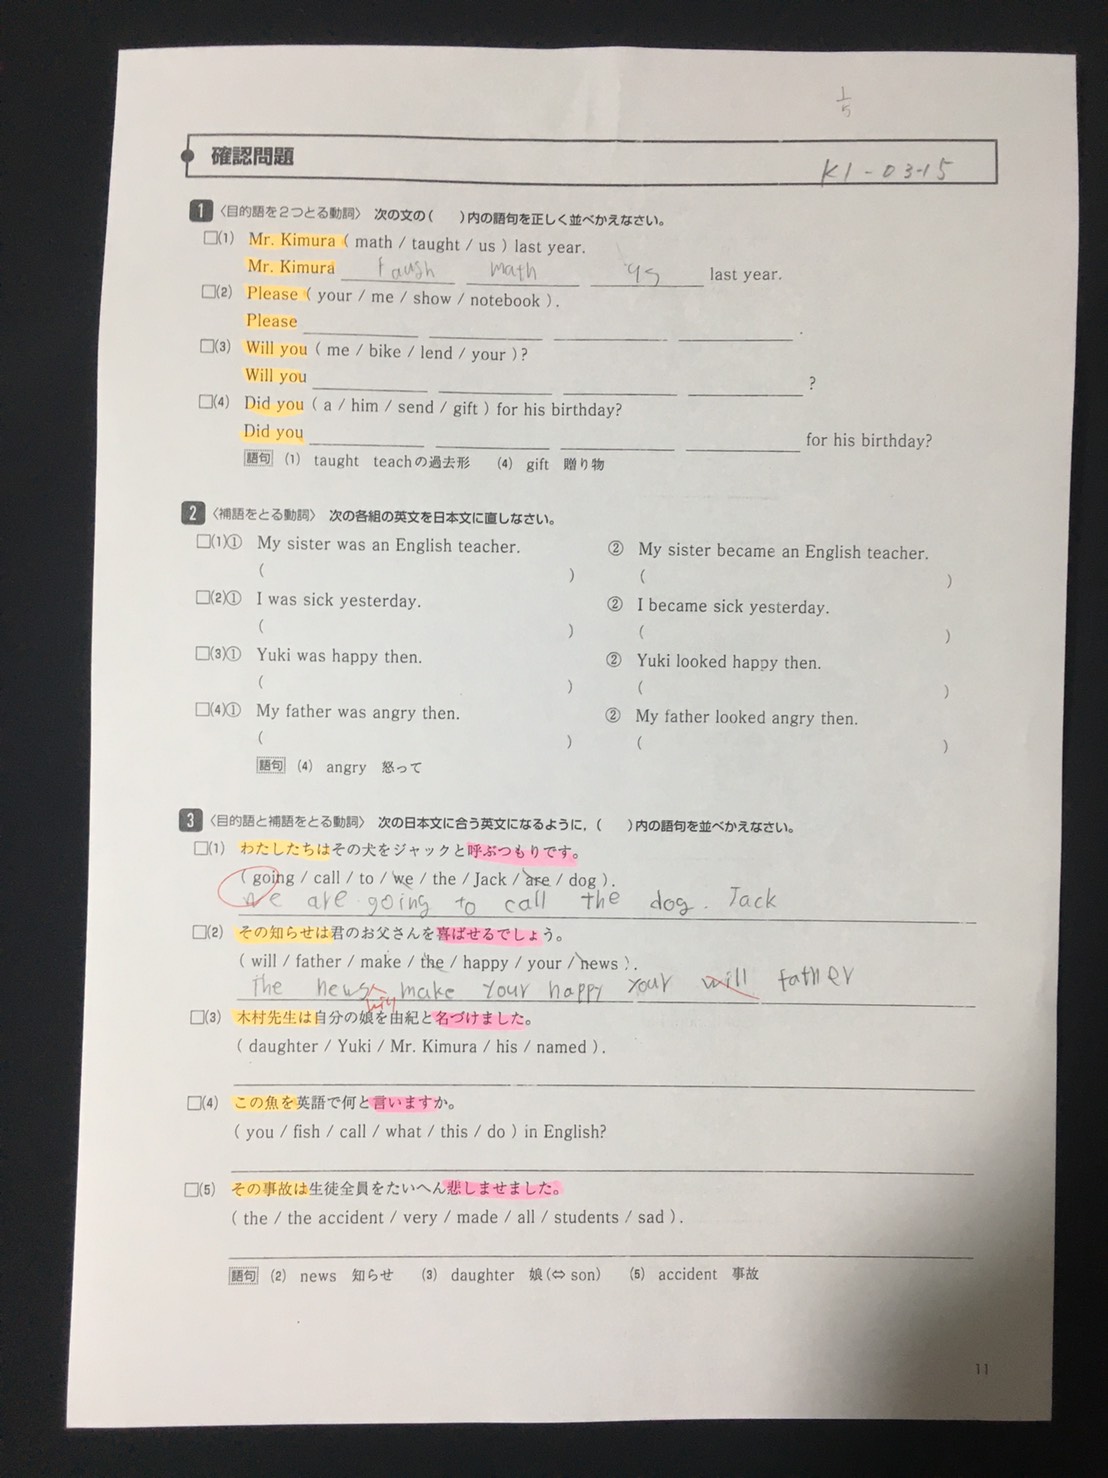 1/5
確認問題
K1-03-15
1 〈目的語を2つとる動詞〉 次の文の(　)内の語句を正しく並べかえなさい。
□(1) Mr. Kimura ( math / taught / us ) last year.
Mr. Kimura taugh math us last year.
□(2) Please ( your / me / show / notebook ).
Please .
□(3) Will you ( me / bike / lend / your )?
Will you ?
□(4) Did you ( a / him / send / gift ) for his birthday?
Did you for his birthday?
語句 (1) taught teachの過去形 (4) gift 贈り物
2 〈補語をとる動詞〉 次の各組の英文を日本文に直しなさい。
□(1)① My sister was an English teacher. ② My sister became an English teacher.
(　) (　)
□(2)① I was sick yesterday. ② I became sick yesterday.
(　) (　)
□(3)① Yuki was happy then. ② Yuki looked happy then.
(　) (　)
□(4)① My father was angry then. ② My father looked angry then.
(　) (　)
語句 (4) angry 怒って
3 〈目的語と補語をとる動詞〉 次の日本文に合う英文になるように,(　)内の語句を並べかえなさい。
□(1) わたしたちはその犬をジャックと呼ぶつもりです。
( going / call / to / we / the / Jack / are / dog ).
We are going to call the dog. Jack
□(2) その知らせは君のお父さんを喜ばせるでしょう。
( will / father / make / the / happy / your / news ).
The news make your happy your will father
will
□(3) 木村先生は自分の娘を由紀と名づけました。
( daughter / Yuki / Mr. Kimura / his / named ).
□(4) この魚を英語で何と言いますか。
( you / fish / call / what / this / do ) in English?
□(5) その事故は生徒全員をたいへん悲しませました。
( the / the accident / very / made / all / students / sad ).
語句 (2) news 知らせ (3) daughter 娘(⇔ son) (5) accident 事故
11